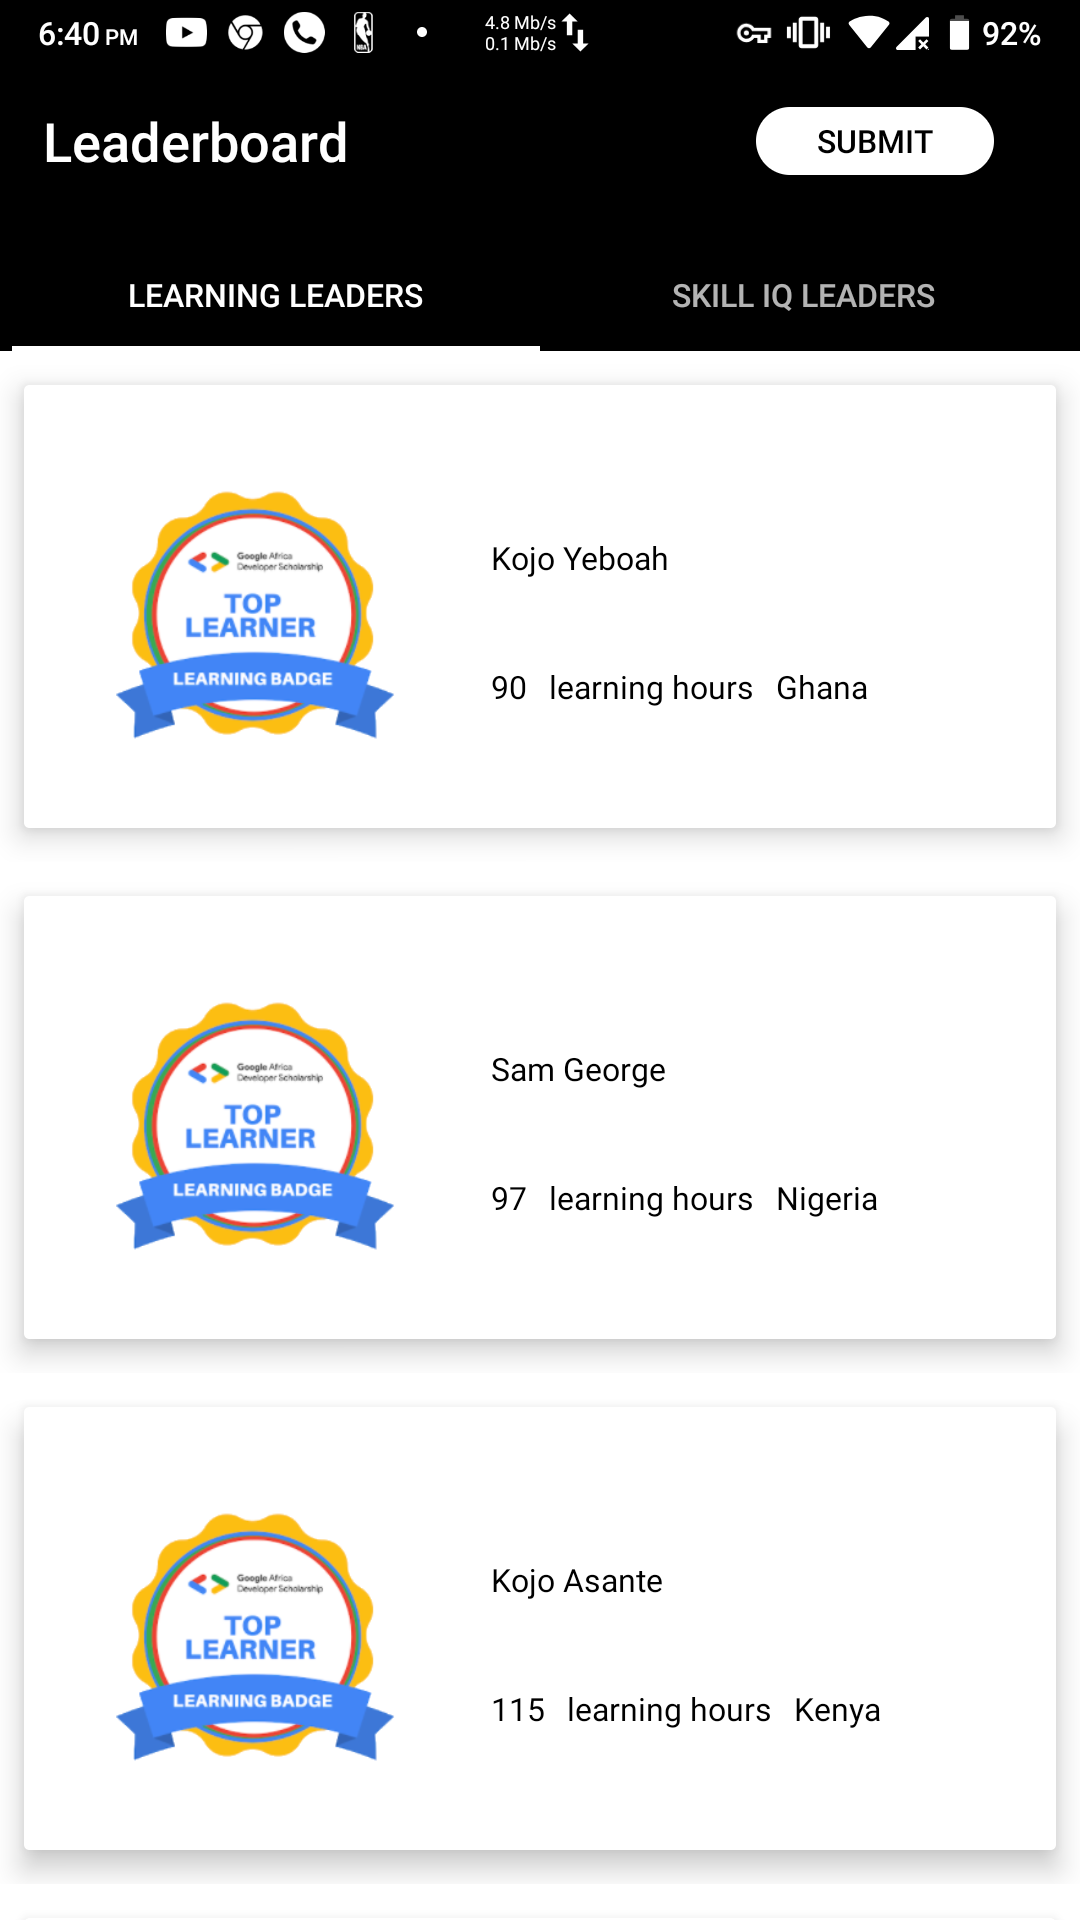 6:40 PM
4.8 Mb/s
0.1 Mb/s
92%
Leaderboard
SUBMIT
LEARNING LEADERS
SKILL IQ LEADERS
Google Africa
Developer Scholarship
TOP
LEARNER
LEARNING BADGE
Kojo Yeboah
90 learning hours Ghana
Google Africa
Developer Scholarship
TOP
LEARNER
LEARNING BADGE
Sam George
97 learning hours Nigeria
Google Africa
Developer Scholarship
TOP
LEARNER
LEARNING BADGE
Kojo Asante
115 learning hours Kenya